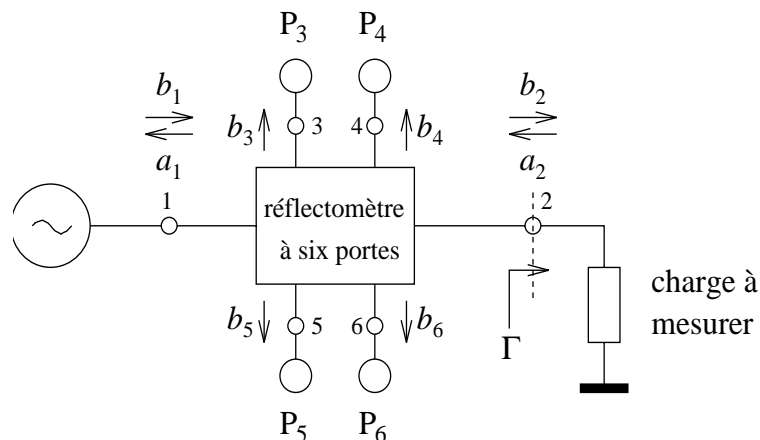 P3 P4
b1 b2
b3 3 4 b4
a1 a2
1 2
réflectomètre
à six portes
charge à
mesurer
b5 5 6 b6
Γ
P5 P6